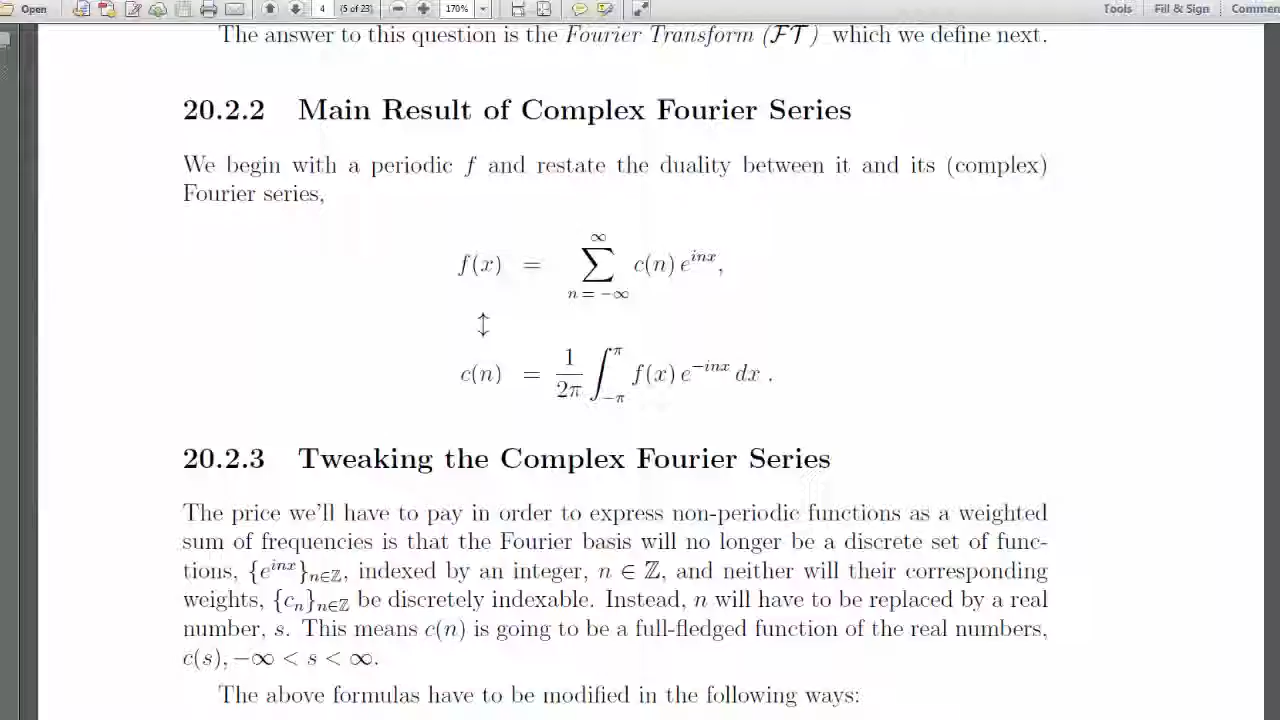 Open 4 (5 of 23) 170% Tools Fill & Sign Commen
The answer to this question is the Fourier Transform (ℱ𝒯) which we define next.
20.2.2 Main Result of Complex Fourier Series
We begin with a periodic f and restate the duality between it and its (complex)
Fourier series,
f(x) = ∑_{n = −∞}^{∞} c(n) e^{inx},
↕
c(n) = \frac{1}{2π} ∫_{−π}^{π} f(x) e^{−inx} dx .
20.2.3 Tweaking the Complex Fourier Series
The price we'll have to pay in order to express non-periodic functions as a weighted
sum of frequencies is that the Fourier basis will no longer be a discrete set of func-
tions, {e^{inx}}_{n∈ℤ}, indexed by an integer, n ∈ ℤ, and neither will their corresponding
weights, {c_n}_{n∈ℤ} be discretely indexable. Instead, n will have to be replaced by a real
number, s. This means c(n) is going to be a full-fledged function of the real numbers,
c(s), −∞ < s < ∞.
The above formulas have to be modified in the following ways: